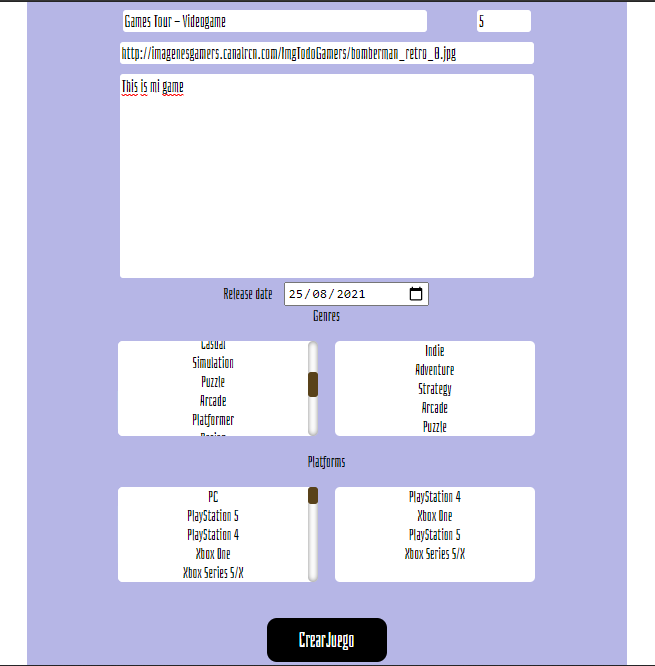 Games Tour – Videogame 5
http://imagenesgamers.canalrcn.com/ImgTodoGamers/bomberman_retro_0.jpg
This is mi game
Release date 25/08/2021
Genres
Casual
Simulation
Puzzle
Arcade
Platformer
Indie
Adventure
Strategy
Arcade
Puzzle
Platforms
PC
PlayStation 5
PlayStation 4
Xbox One
Xbox Series S/X
PlayStation 4
Xbox One
PlayStation 5
Xbox Series S/X
CrearJuego